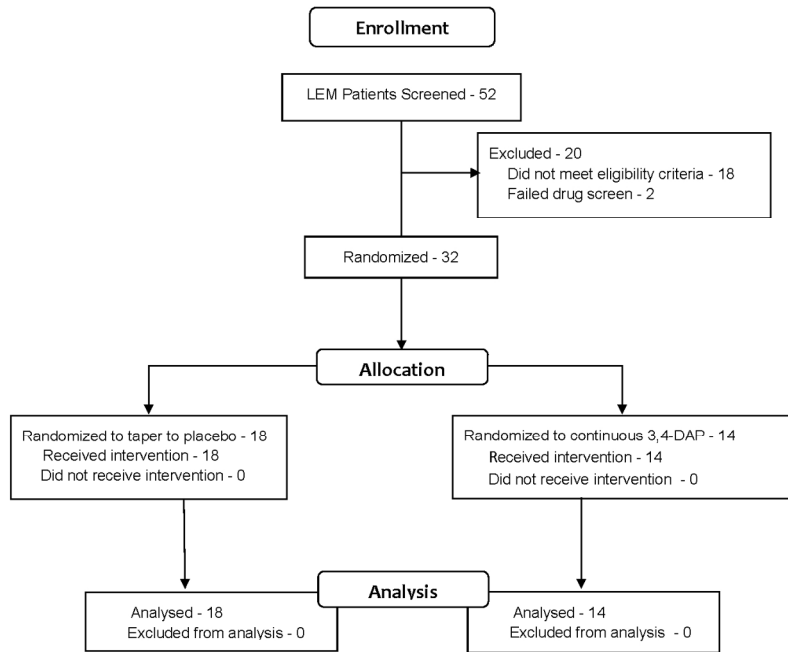 Enrollment
LEM Patients Screened - 52
Excluded - 20
Did not meet eligibility criteria - 18
Failed drug screen - 2
Randomized - 32
Allocation
Randomized to taper to placebo - 18
Received intervention - 18
Did not receive intervention - 0
Randomized to continuous 3,4-DAP - 14
Received intervention - 14
Did not receive intervention - 0
Analysis
Analysed - 18
Excluded from analysis - 0
Analysed - 14
Excluded from analysis - 0